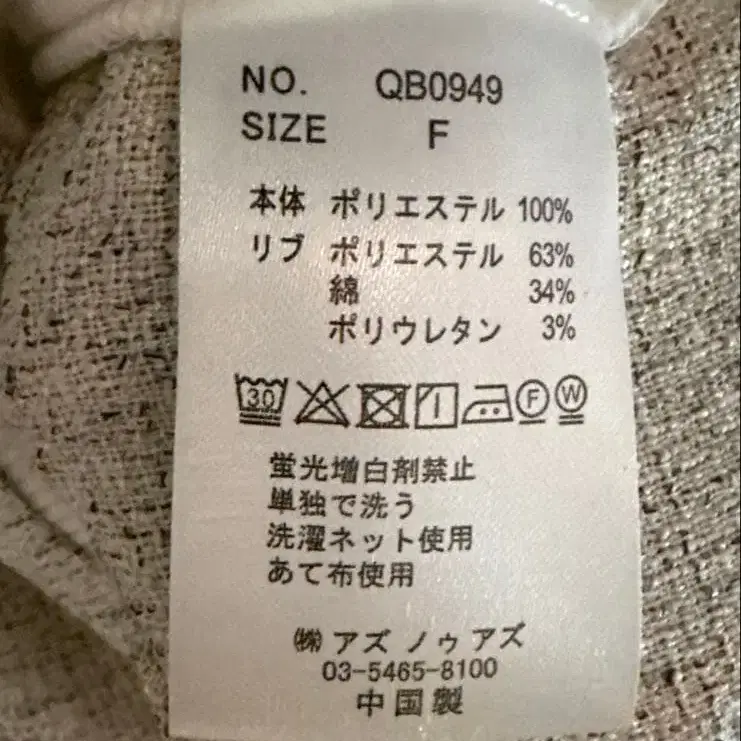 NO. QB0949
SIZE F
本体 ポリエステル 100%
リブ ポリエステル 63%
綿 34%
ポリウレタン 3%
30 F W
蛍光増白剤禁止
単独で洗う
洗濯ネット使用
あて布使用
㈱ アズ ノゥ アズ
03-5465-8100
中国製